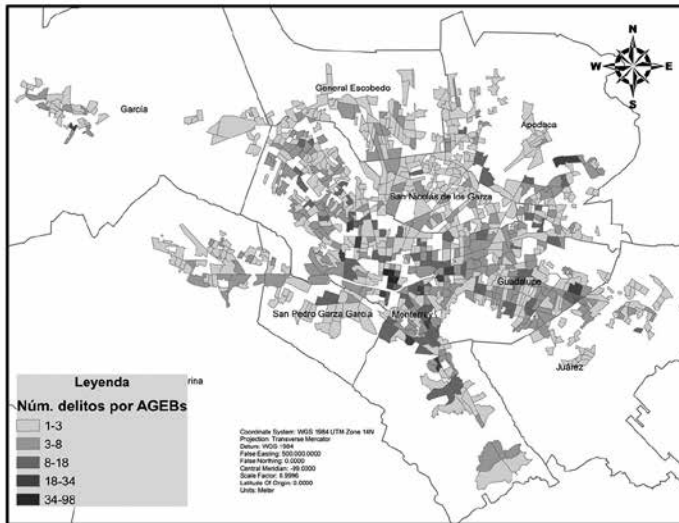 N
W E
S
General Escobedo
García
Apodaca
San Nicolás de los Garza
Guadalupe
San Pedro Garza García
Monterrey
Juárez
rina
Leyenda
Núm. delitos por AGEBs
1-3
3-8
8-18
18-34
34-98
Coordinate System: WGS 1984 UTM Zone 14N
Projection: Transverse Mercator
Datum: WGS 1984
False Easting: 500,000.0000
False Northing: 0.0000
Central Meridian: -99.0000
Scale Factor: 0.9996
Latitude Of Origin: 0.0000
Units: Meter